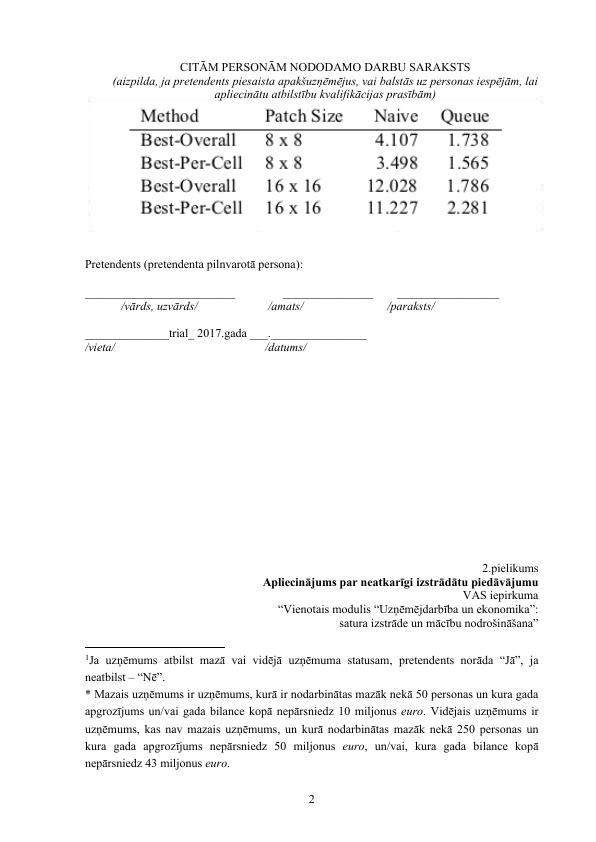 CITĀM PERSONĀM NODODAMO DARBU SARAKSTS
(aizpilda, ja pretendents piesaista apakšuzņēmējus, vai balstās uz personas iespējām, lai
apliecinātu atbilstību kvalifikācijas prasībām)
Method Patch Size Naive Queue
Best-Overall 8 x 8 4.107 1.738
Best-Per-Cell 8 x 8 3.498 1.565
Best-Overall 16 x 16 12.028 1.786
Best-Per-Cell 16 x 16 11.227 2.281
Pretendents (pretendenta pilnvarotā persona):
_________________________ _______________ _________________
/vārds, uzvārds/ /amats/ /paraksts/
______________trial_ 2017.gada ___.________________
/vieta/ /datums/
2.pielikums
Apliecinājums par neatkarīgi izstrādātu piedāvājumu
VAS iepirkuma
“Vienotais modulis “Uzņēmējdarbība un ekonomika”:
satura izstrāde un mācību nodrošināšana”
1Ja uzņēmums atbilst mazā vai vidējā uzņēmuma statusam, pretendents norāda “Jā”, ja
neatbilst – “Nē”.
* Mazais uzņēmums ir uzņēmums, kurā ir nodarbinātas mazāk nekā 50 personas un kura gada
apgrozījums un/vai gada bilance kopā nepārsniedz 10 miljonus euro. Vidējais uzņēmums ir
uzņēmums, kas nav mazais uzņēmums, un kurā nodarbinātas mazāk nekā 250 personas un
kura gada apgrozījums nepārsniedz 50 miljonus euro, un/vai, kura gada bilance kopā
nepārsniedz 43 miljonus euro.
2